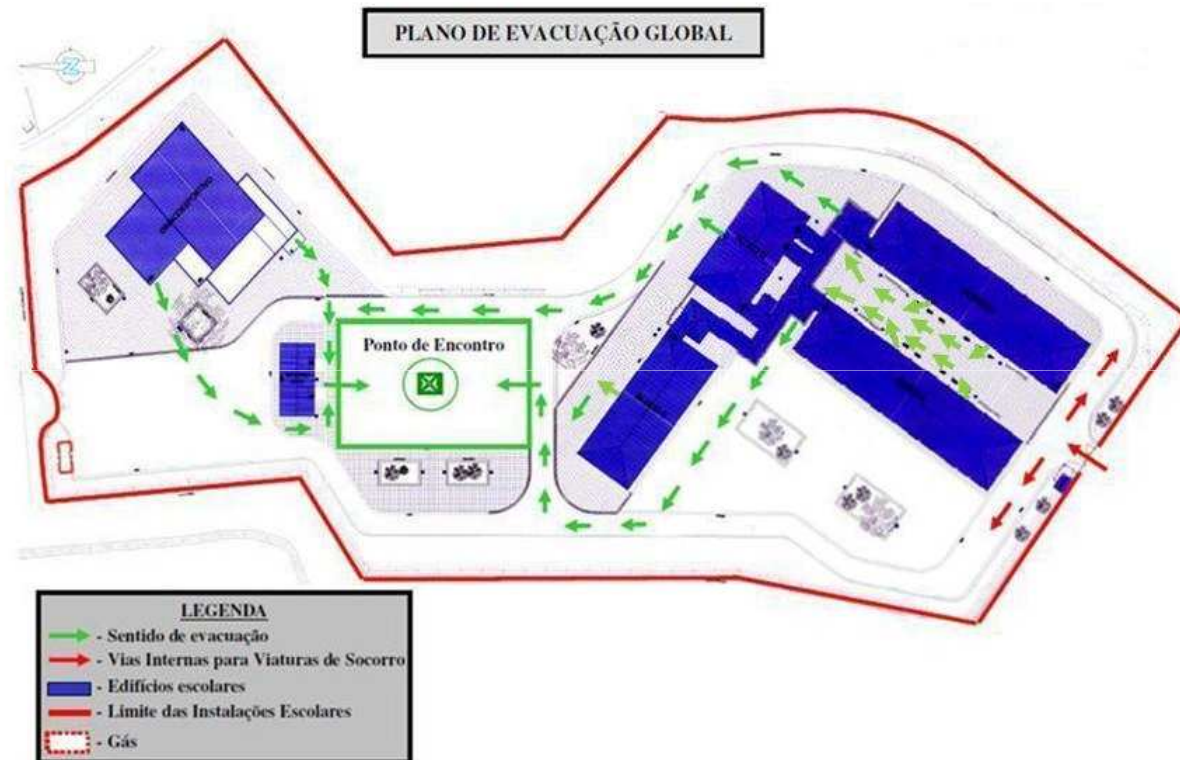 PLANO DE EVACUAÇÃO GLOBAL
Z
Ponto de Encontro
LEGENDA
- Sentido de evacuação
- Vias Internas para Viaturas de Socorro
- Edifícios escolares
- Limite das Instalações Escolares
- Gás